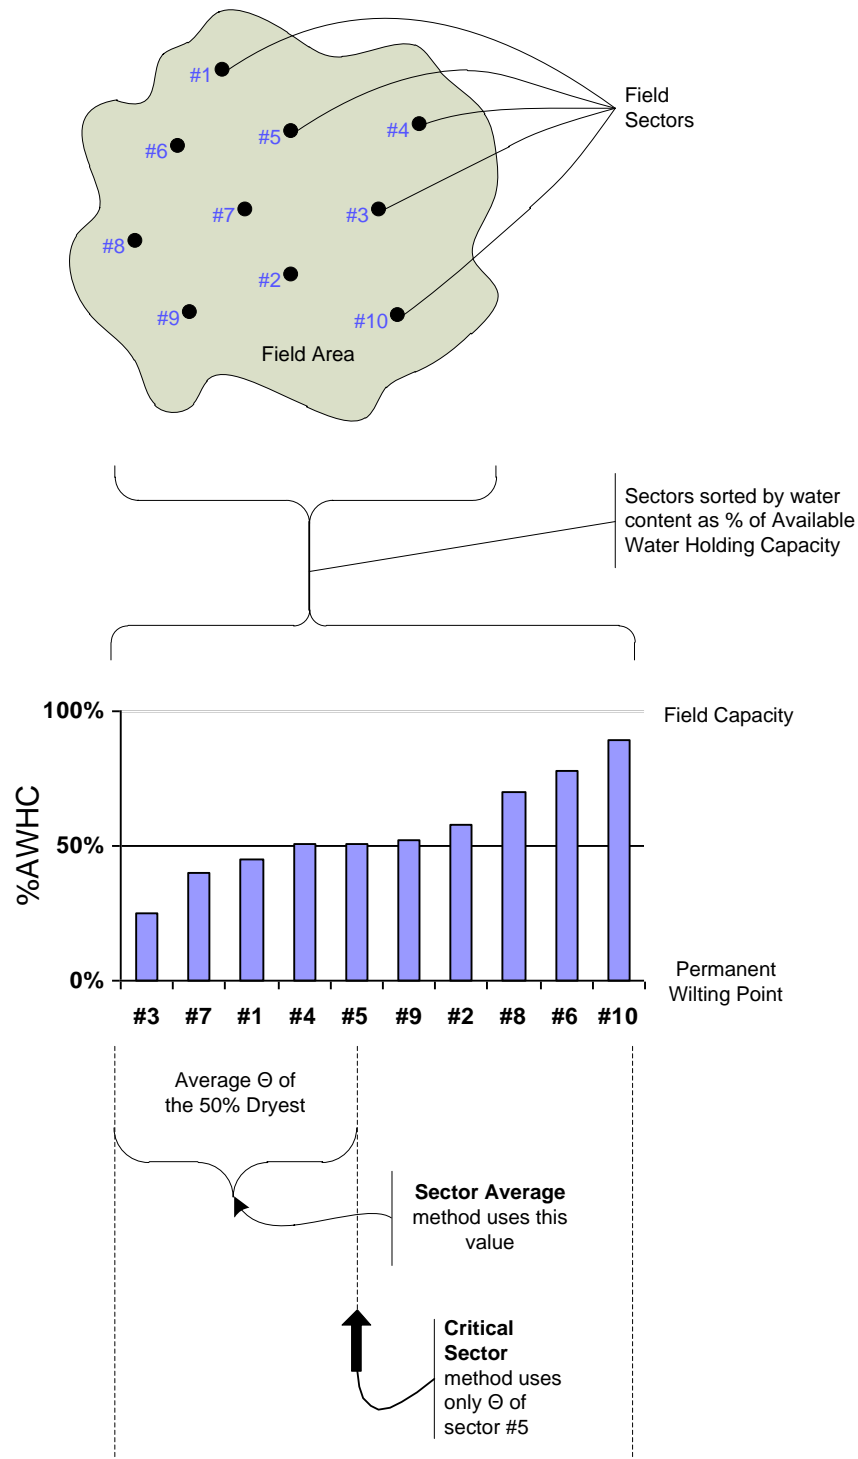 #1
Field
Sectors
#5
#4
#6
#7
#3
#8
#2
#9
#10
Field Area
Sectors sorted by water
content as % of Available
Water Holding Capacity
100%
Field Capacity
%AWHC
50%
0%
Permanent
Wilting Point
#3 #7 #1 #4 #5 #9 #2 #8 #6 #10
Average Θ of
the 50% Dryest
Sector Average
method uses this
value
Critical
Sector
method uses
only Θ of
sector #5